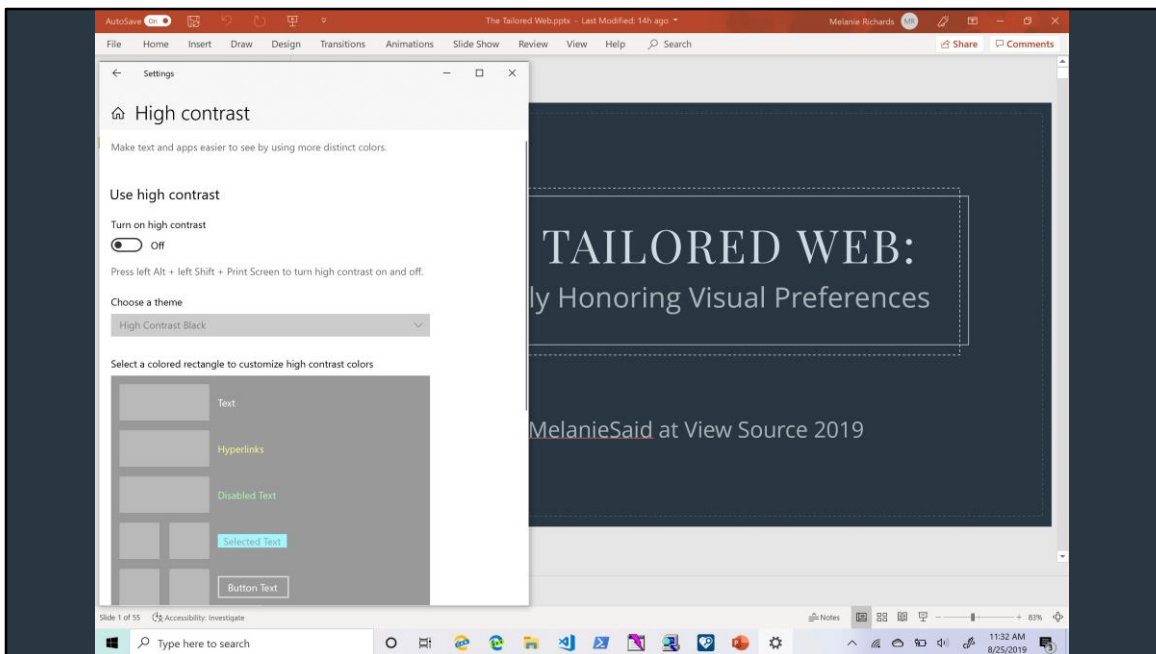 AutoSave On
The Tailored Web.pptx - Last Modified: 14h ago
Melanie Richards MR
File Home Insert Draw Design Transitions Animations Slide Show Review View Help Search
Share Comments
Settings
High contrast
Make text and apps easier to see by using more distinct colors.
Use high contrast
Turn on high contrast
Off
Press left Alt + left Shift + Print Screen to turn high contrast on and off.
Choose a theme
High Contrast Black
Select a colored rectangle to customize high contrast colors
Text
Hyperlinks
Disabled Text
Selected Text
Button Text
TAILORED WEB:
ly Honoring Visual Preferences
MelanieSaid at View Source 2019
Slide 1 of 55 Accessibility: Investigate
Notes 83%
Type here to search
11:32 AM
8/25/2019